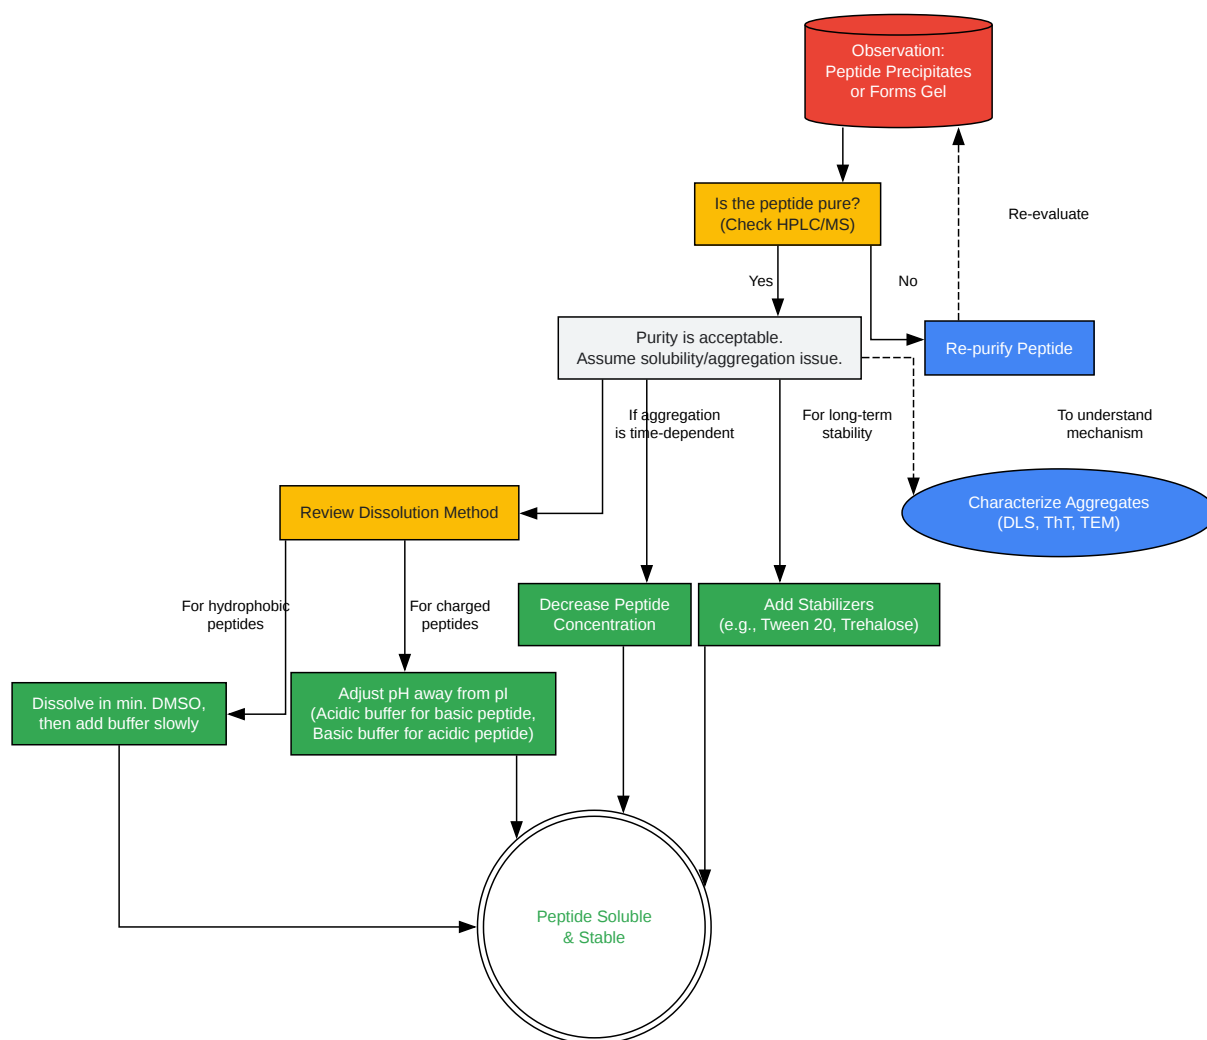 Observation:
Peptide Precipitates
or Forms Gel
Is the peptide pure?
(Check HPLC/MS)
Re-evaluate
Yes
No
Purity is acceptable.
Assume solubility/aggregation issue.
Re-purify Peptide
If aggregation
is time-dependent
For long-term
stability
To understand
mechanism
Review Dissolution Method
Characterize Aggregates
(DLS, ThT, TEM)
For hydrophobic
peptides
For charged
peptides
Decrease Peptide
Concentration
Add Stabilizers
(e.g., Tween 20, Trehalose)
Dissolve in min. DMSO,
then add buffer slowly
Adjust pH away from pI
(Acidic buffer for basic peptide,
Basic buffer for acidic peptide)
Peptide Soluble
& Stable